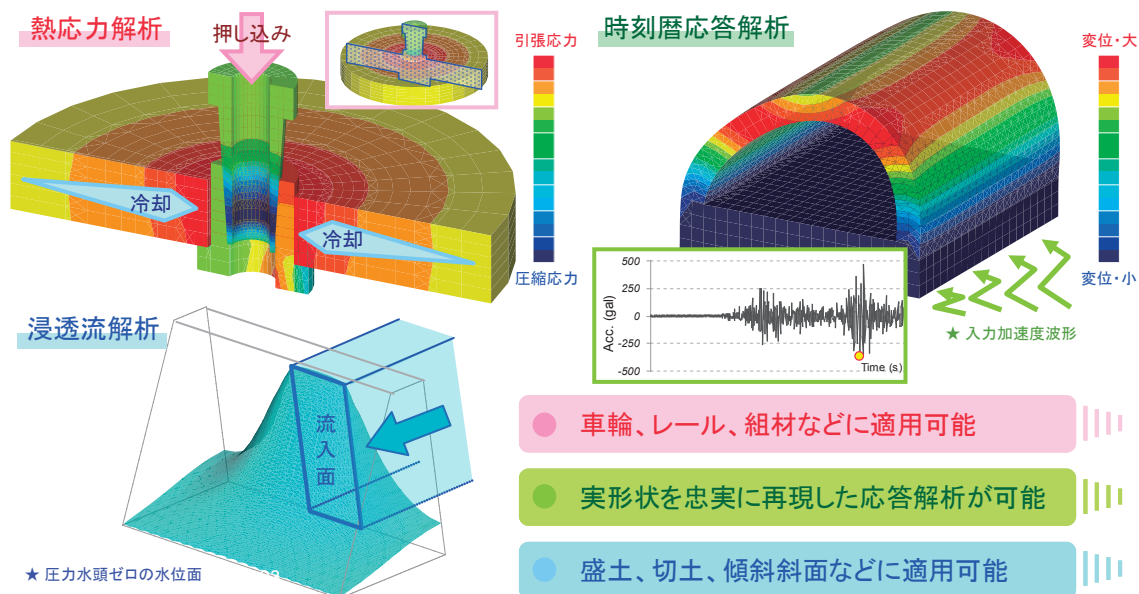 熱応力解析
押し込み
冷却
冷却
引張応力
圧縮応力
時刻暦応答解析
変位・大
変位・小
500
250
0
-250
-500
Acc. (gal)
Time (s)
★ 入力加速度波形
浸透流解析
流入面
★ 圧力水頭ゼロの水位面
車輪、レール、組材などに適用可能
実形状を忠実に再現した応答解析が可能
盛土、切土、傾斜斜面などに適用可能